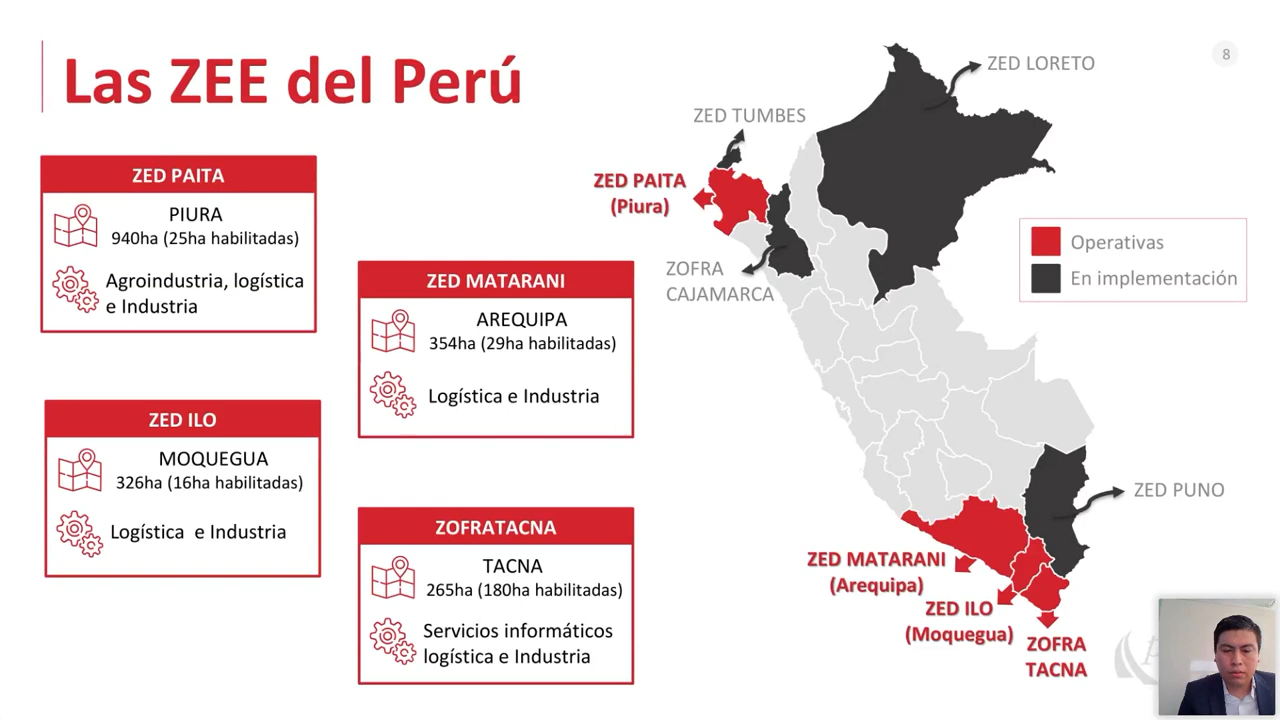 Las ZEE del Perú
8
ZED PAITA
PIURA
940ha (25ha habilitadas)
Agroindustria, logística
e Industria
ZED MATARANI
AREQUIPA
354ha (29ha habilitadas)
Logística e Industria
ZED ILO
MOQUEGUA
326ha (16ha habilitadas)
Logística  e Industria
ZOFRATACNA
TACNA
265ha (180ha habilitadas)
Servicios informáticos
logística e Industria
ZED LORETO
ZED TUMBES
ZED PAITA
(Piura)
ZOFRA
CAJAMARCA
Operativas
En implementación
ZED PUNO
ZED MATARANI
(Arequipa)
ZED ILO
(Moquegua)
ZOFRA
TACNA